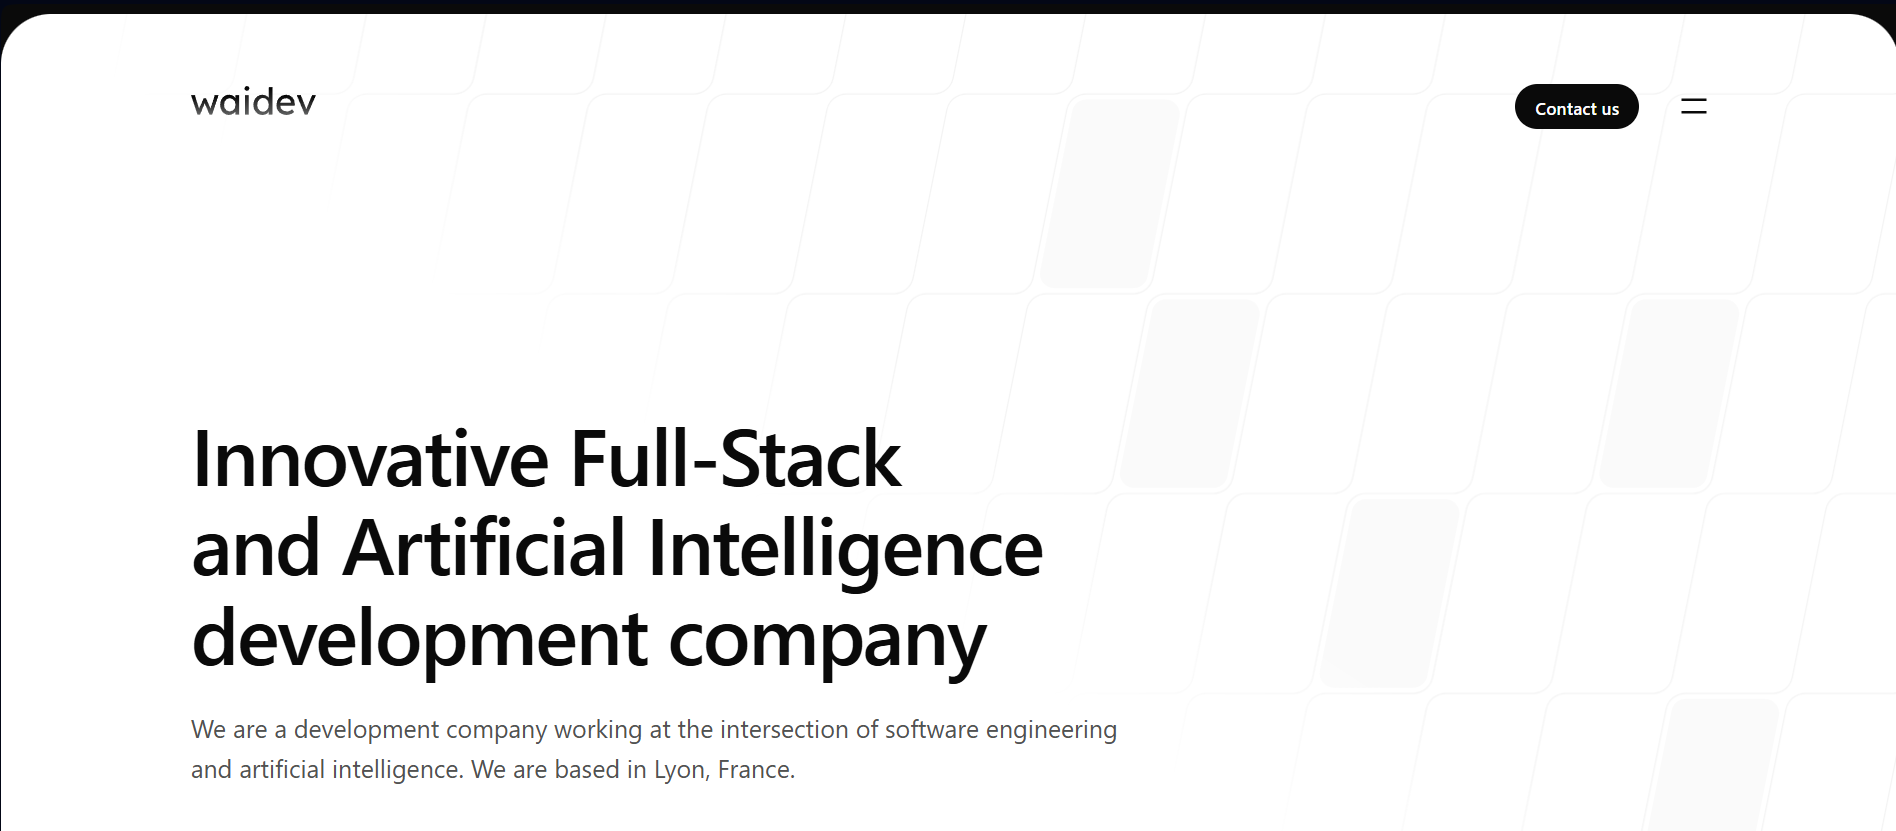 waidev
Contact us
Innovative Full-Stack
and Artificial Intelligence
development company
We are a development company working at the intersection of software engineering
and artificial intelligence. We are based in Lyon, France.